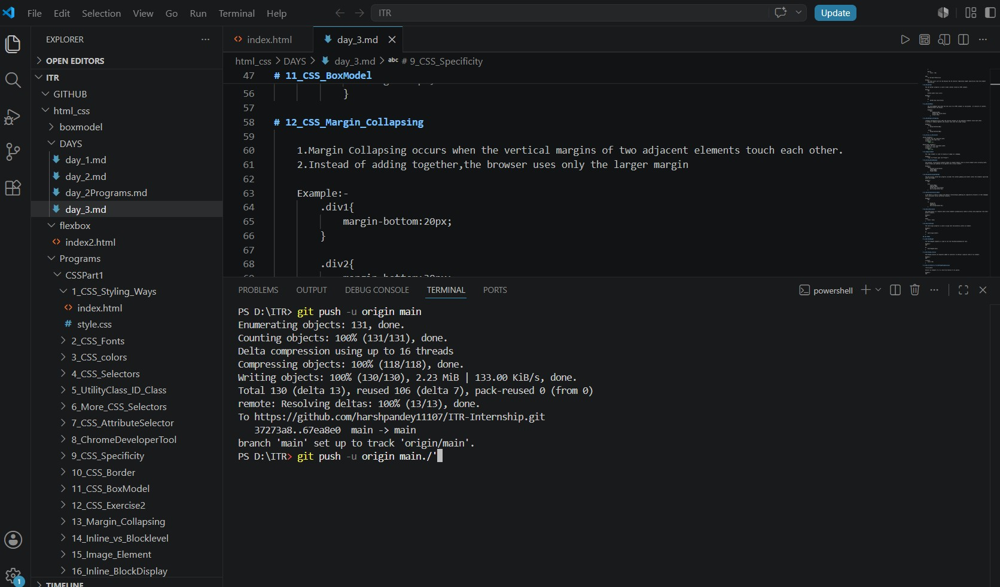 File Edit Selection View Go Run Terminal Help
ITR
Update
EXPLORER
OPEN EDITORS
ITR
GITHUB
html_css
boxmodel
DAYS
day_1.md
day_2.md
day_2Programs.md
day_3.md
flexbox
index2.html
Programs
CSSPart1
1_CSS_Styling_Ways
index.html
style.css
2_CSS_Fonts
3_CSS_colors
4_CSS_Selectors
5_UtilityClass_ID_Class
6_More_CSS_Selectors
7_CSS_AttributeSelector
8_ChromeDeveloperTool
9_CSS_Specificity
10_CSS_Border
11_CSS_BoxModel
12_CSS_Exercise2
13_Margin_Collapsing
14_Inline_vs_Blocklevel
15_Image_Element
16_Inline_BlockDisplay
TIMELINE
1
index.html day_3.md
html_css > DAYS > day_3.md > abc # 9_CSS_Specificity
47 # 11_CSS_BoxModel
56 }
57
58 # 12_CSS_Margin_Collapsing
59
60 1.Margin Collapsing occurs when the vertical margins of two adjacent elements touch each other.
61 2.Instead of adding together,the browser uses only the larger margin
62
63 Example:-
64 .div1{
65 margin-bottom:20px;
66 }
67
68 .div2{
PROBLEMS OUTPUT DEBUG CONSOLE TERMINAL PORTS
powershell
PS D:\ITR> git push -u origin main
Enumerating objects: 131, done.
Counting objects: 100% (131/131), done.
Delta compression using up to 16 threads
Compressing objects: 100% (118/118), done.
Writing objects: 100% (130/130), 2.23 MiB | 133.00 KiB/s, done.
Total 130 (delta 13), reused 106 (delta 7), pack-reused 0 (from 0)
remote: Resolving deltas: 100% (13/13), done.
To https://github.com/harshpandey11107/ITR-Internship.git
37273a8..67ea8e0 main -> main
branch 'main' set up to track 'origin/main'.
PS D:\ITR> git push -u origin main./'